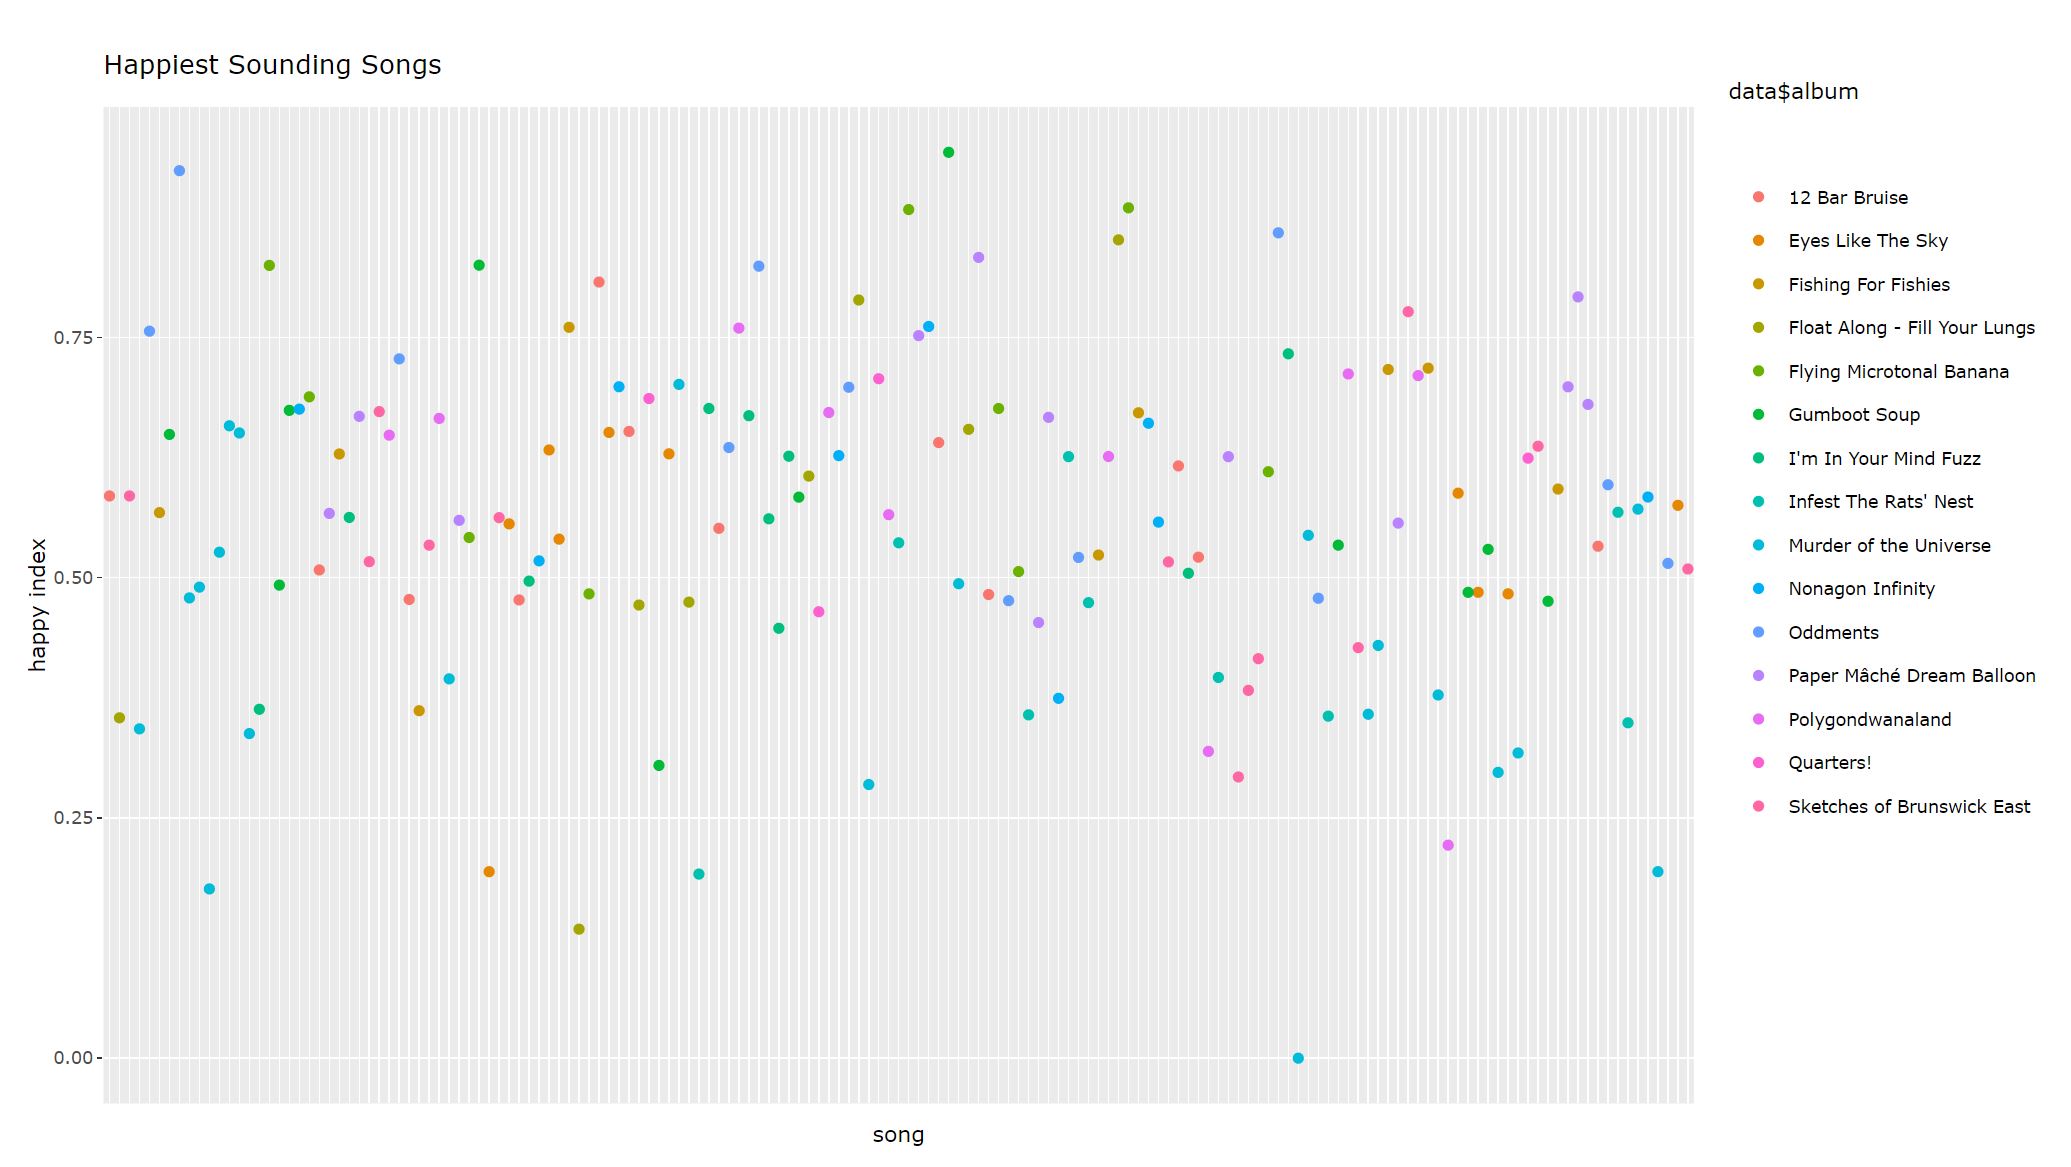 Happiest Sounding Songs
data$album
12 Bar Bruise
Eyes Like The Sky
Fishing For Fishies
Float Along - Fill Your Lungs
Flying Microtonal Banana
Gumboot Soup
I'm In Your Mind Fuzz
Infest The Rats' Nest
Murder of the Universe
Nonagon Infinity
Oddments
Paper Mâché Dream Balloon
Polygondwanaland
Quarters!
Sketches of Brunswick East
happy index
0.75
0.50
0.25
0.00
song